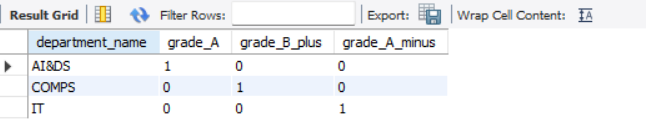 Result Grid Filter Rows: Export: Wrap Cell Content:
department_name grade_A grade_B_plus grade_A_minus
AI&DS 1 0 0
COMPS 0 1 0
IT 0 0 1